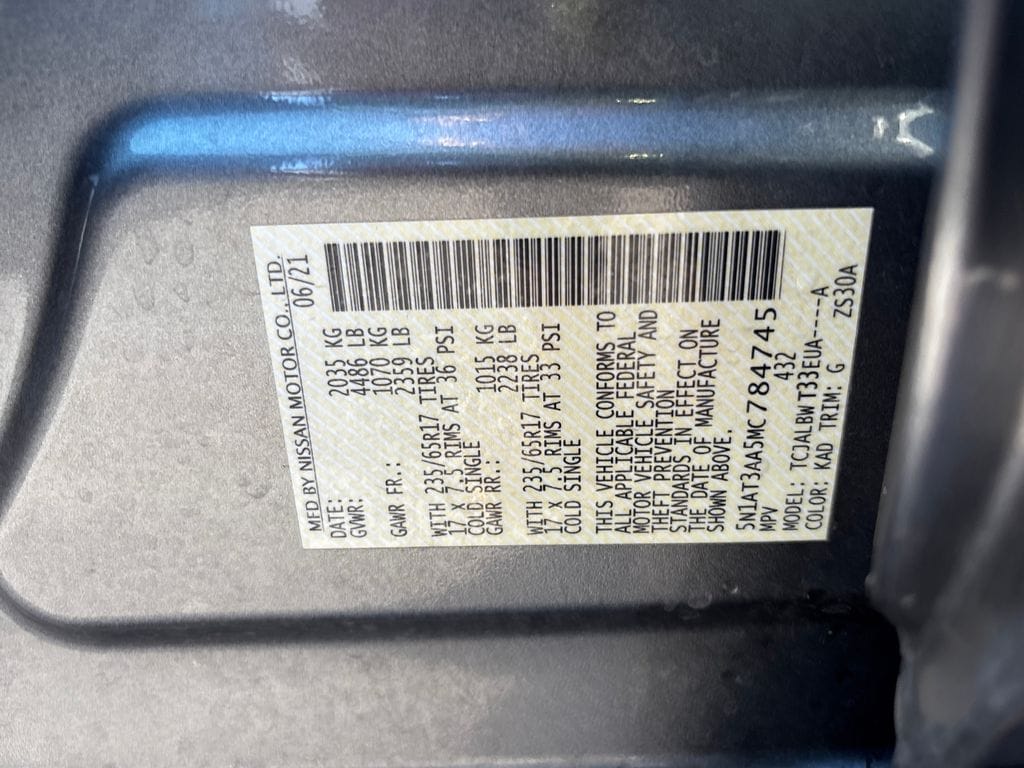 MFD BY NISSAN MOTOR CO., LTD.
DATE: 06/21
GVWR: 2035 KG
4486 LB
GAWR FR.: 1070 KG
2359 LB
WITH 235/65R17 TIRES
17 X 7.5 RIMS AT 36 PSI
COLD SINGLE
GAWR RR.: 1015 KG
2238 LB
WITH 235/65R17 TIRES
17 X 7.5 RIMS AT 33 PSI
COLD SINGLE
THIS VEHICLE CONFORMS TO
ALL APPLICABLE FEDERAL
MOTOR VEHICLE SAFETY AND
THEFT PREVENTION
STANDARDS IN EFFECT ON
THE DATE OF MANUFACTURE
SHOWN ABOVE.
5N1AT3AA5MC784745
MPV 432
MODEL: TCJALBW T33EUA----A
COLOR: KAD TRIM: G ZS30A